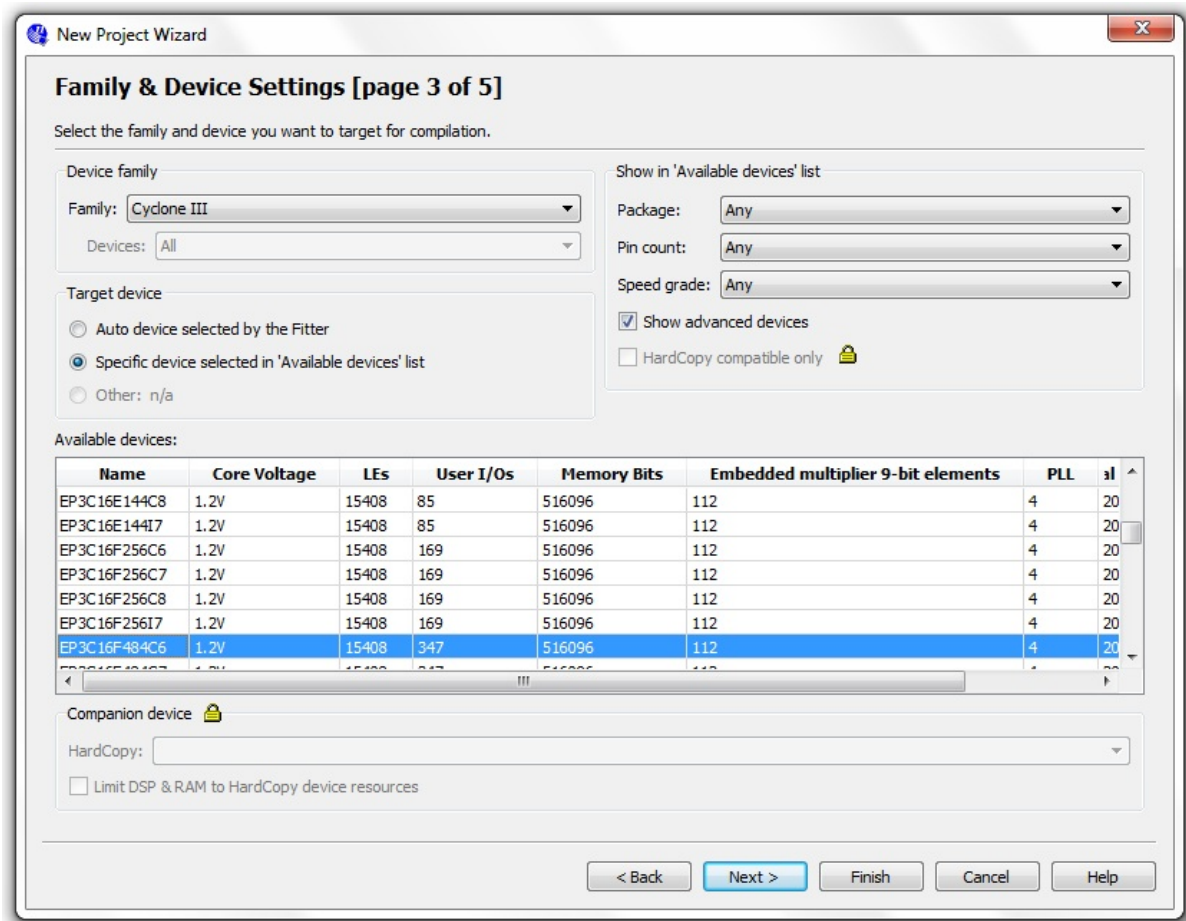 New Project Wizard
Family & Device Settings [page 3 of 5]
Select the family and device you want to target for compilation.
Device family
Family: Cyclone III
Devices: All
Show in 'Available devices' list
Package: Any
Pin count: Any
Speed grade: Any
Show advanced devices
HardCopy compatible only
Target device
Auto device selected by the Fitter
Specific device selected in 'Available devices' list
Other: n/a
Available devices:
Name Core Voltage LEs User I/Os Memory Bits Embedded multiplier 9-bit elements PLL al
EP3C16E144C8 1.2V 15408 85 516096 112 4 20
EP3C16E144I7 1.2V 15408 85 516096 112 4 20
EP3C16F256C6 1.2V 15408 169 516096 112 4 20
EP3C16F256C7 1.2V 15408 169 516096 112 4 20
EP3C16F256C8 1.2V 15408 169 516096 112 4 20
EP3C16F256I7 1.2V 15408 169 516096 112 4 20
EP3C16F484C6 1.2V 15408 347 516096 112 4 20
Companion device
HardCopy:
Limit DSP & RAM to HardCopy device resources
< Back Next > Finish Cancel Help